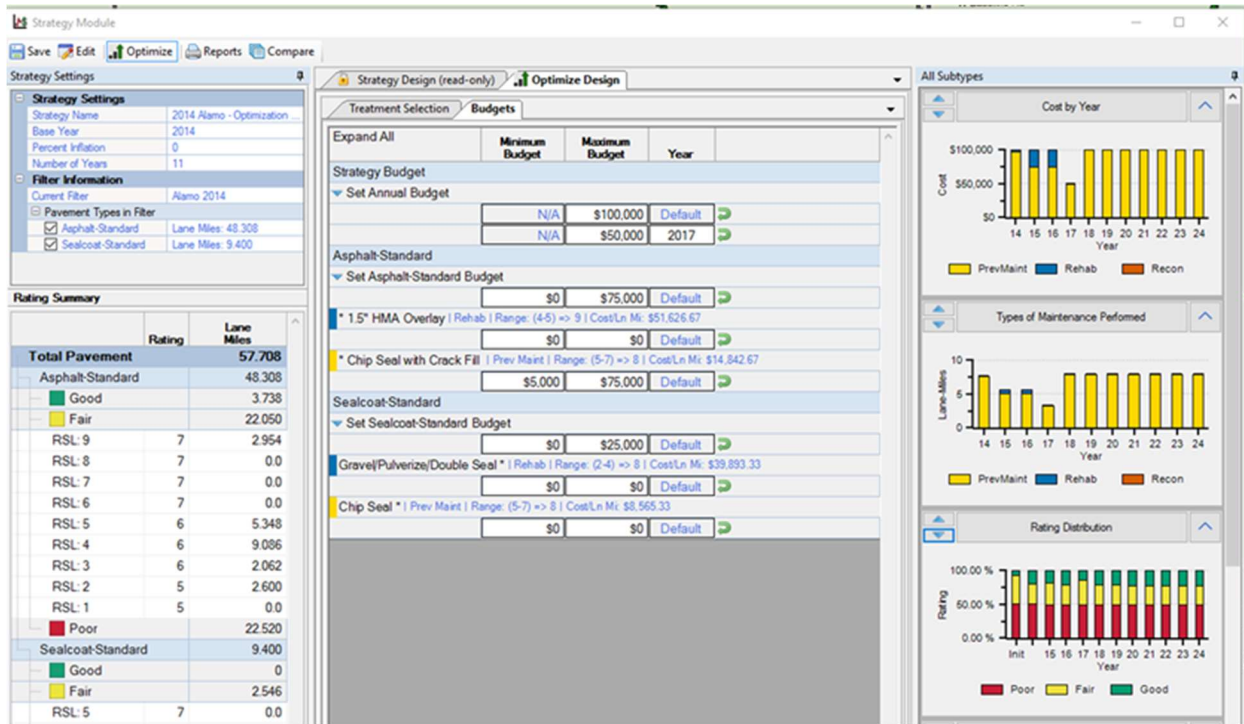 Strategy Module
Save Edit Optimize Reports Compare
Strategy Settings
Strategy Settings
Strategy Name 2014 Alamo - Optimization ...
Base Year 2014
Percent Inflation 0
Number of Years 11
Filter Information
Current Filter Alamo 2014
Pavement Types in Filter
Asphalt-Standard Lane Miles: 48.308
Sealcoat-Standard Lane Miles: 9.400
Rating Summary
Rating Lane Miles
Total Pavement 57.708
Asphalt-Standard 48.308
Good 3.738
Fair 22.050
RSL: 9 7 2.954
RSL: 8 7 0.0
RSL: 7 7 0.0
RSL: 6 7 0.0
RSL: 5 6 5.348
RSL: 4 6 9.086
RSL: 3 6 2.062
RSL: 2 5 2.600
RSL: 1 5 0.0
Poor 22.520
Sealcoat-Standard 9.400
Good 0
Fair 2.546
RSL: 5 7 0.0
Strategy Design (read-only) Optimize Design
Treatment Selection Budgets
Expand All Minimum Budget Maximum Budget Year
Strategy Budget
Set Annual Budget
N/A $100,000 Default
N/A $50,000 2017
Asphalt-Standard
Set Asphalt-Standard Budget
$0 $75,000 Default
* 1.5" HMA Overlay | Rehab | Range: (4-5) => 9 | Cost/Ln Mi: $51,626.67
$0 $0 Default
* Chip Seal with Crack Fill | Prev Maint | Range: (5-7) => 8 | Cost/Ln Mi: $14,842.67
$5,000 $75,000 Default
Sealcoat-Standard
Set Sealcoat-Standard Budget
$0 $25,000 Default
Gravel/Pulverize/Double Seal * | Rehab | Range: (2-4) => 8 | Cost/Ln Mi: $39,893.33
$0 $0 Default
Chip Seal * | Prev Maint | Range: (5-7) => 8 | Cost/Ln Mi: $8,565.33
$0 $0 Default
All Subtypes
Cost by Year
$100,000
$50,000
$0
Cost
14 15 16 17 18 19 20 21 22 23 24
Year
PrevMaint Rehab Recon
Types of Maintenance Performed
10
5
0
Lane-Miles
14 15 16 17 18 19 20 21 22 23 24
Year
PrevMaint Rehab Recon
Rating Distribution
100.00 %
50.00 %
0.00 %
Rating
Init 15 16 17 18 19 20 21 22 23 24
Year
Poor Fair Good